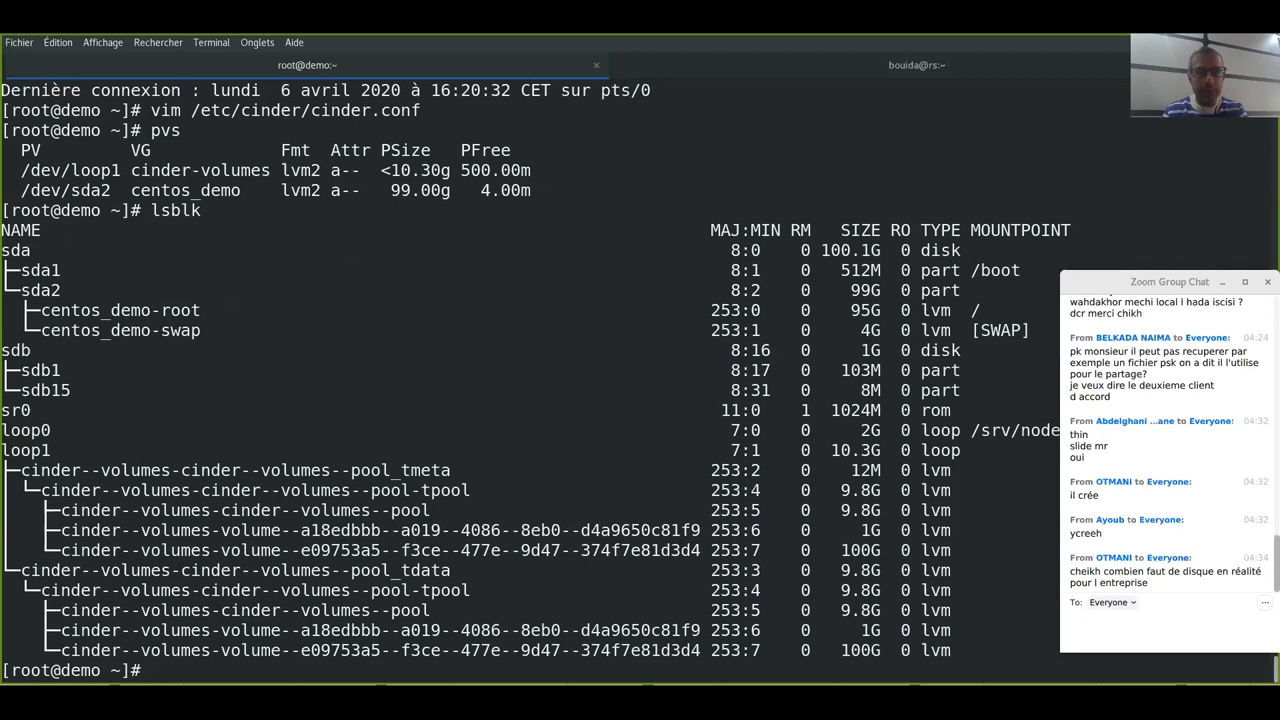 Fichier Édition Affichage Rechercher Terminal Onglets Aide
root@demo:~ × bouida@rs:~
Dernière connexion : lundi  6 avril 2020 à 16:20:32 CET sur pts/0
[root@demo ~]# vim /etc/cinder/cinder.conf
[root@demo ~]# pvs
PV VG Fmt Attr PSize PFree
/dev/loop1 cinder-volumes lvm2 a-- <10.30g 500.00m
/dev/sda2 centos_demo lvm2 a-- 99.00g 4.00m
[root@demo ~]# lsblk
NAME MAJ:MIN RM SIZE RO TYPE MOUNTPOINT
sda 8:0 0 100.1G 0 disk
├─sda1 8:1 0 512M 0 part /boot
└─sda2 8:2 0 99G 0 part
├─centos_demo-root 253:0 0 95G 0 lvm /
└─centos_demo-swap 253:1 0 4G 0 lvm [SWAP]
sdb 8:16 0 1G 0 disk
├─sdb1 8:17 0 103M 0 part
└─sdb15 8:31 0 8M 0 part
sr0 11:0 1 1024M 0 rom
loop0 7:0 0 2G 0 loop /srv/node
loop1 7:1 0 10.3G 0 loop
├─cinder--volumes-cinder--volumes--pool_tmeta 253:2 0 12M 0 lvm
│ └─cinder--volumes-cinder--volumes--pool-tpool 253:4 0 9.8G 0 lvm
│ ├─cinder--volumes-cinder--volumes--pool 253:5 0 9.8G 0 lvm
│ ├─cinder--volumes-volume--a18edbbb--a019--4086--8eb0--d4a9650c81f9 253:6 0 1G 0 lvm
│ └─cinder--volumes-volume--e09753a5--f3ce--477e--9d47--374f7e81d3d4 253:7 0 100G 0 lvm
└─cinder--volumes-cinder--volumes--pool_tdata 253:3 0 9.8G 0 lvm
└─cinder--volumes-cinder--volumes--pool-tpool 253:4 0 9.8G 0 lvm
├─cinder--volumes-cinder--volumes--pool 253:5 0 9.8G 0 lvm
├─cinder--volumes-volume--a18edbbb--a019--4086--8eb0--d4a9650c81f9 253:6 0 1G 0 lvm
└─cinder--volumes-volume--e09753a5--f3ce--477e--9d47--374f7e81d3d4 253:7 0 100G 0 lvm
[root@demo ~]#
Zoom Group Chat
wahdakhor mechi local l hada iscisi ?
dcr merci chikh
From BELKADA NAIMA to Everyone: 04:24
pk monsieur il peut pas recuperer par
exemple un fichier psk on a dit il l'utilise
pour le partage?
je veux dire le deuxieme client
d accord
From Abdelghani ...ane to Everyone: 04:32
thin
slide mr
oui
From OTMANi to Everyone: 04:32
il crée
From Ayoub to Everyone: 04:32
ycreeh
From OTMANi to Everyone: 04:34
cheikh combien faut de disque en réalité
pour l entreprise
To: Everyone